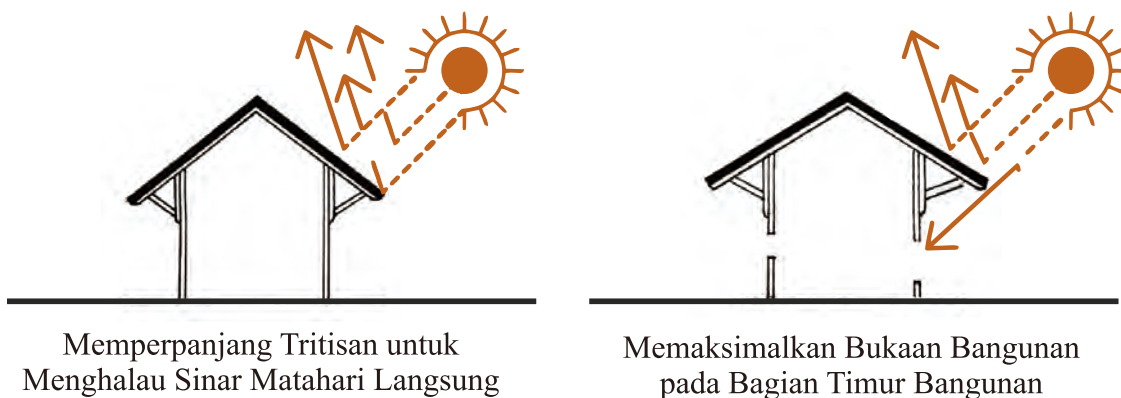 Memperpanjang Tritisan untuk
Menghalau Sinar Matahari Langsung
Memaksimalkan Bukaan Bangunan
pada Bagian Timur Bangunan